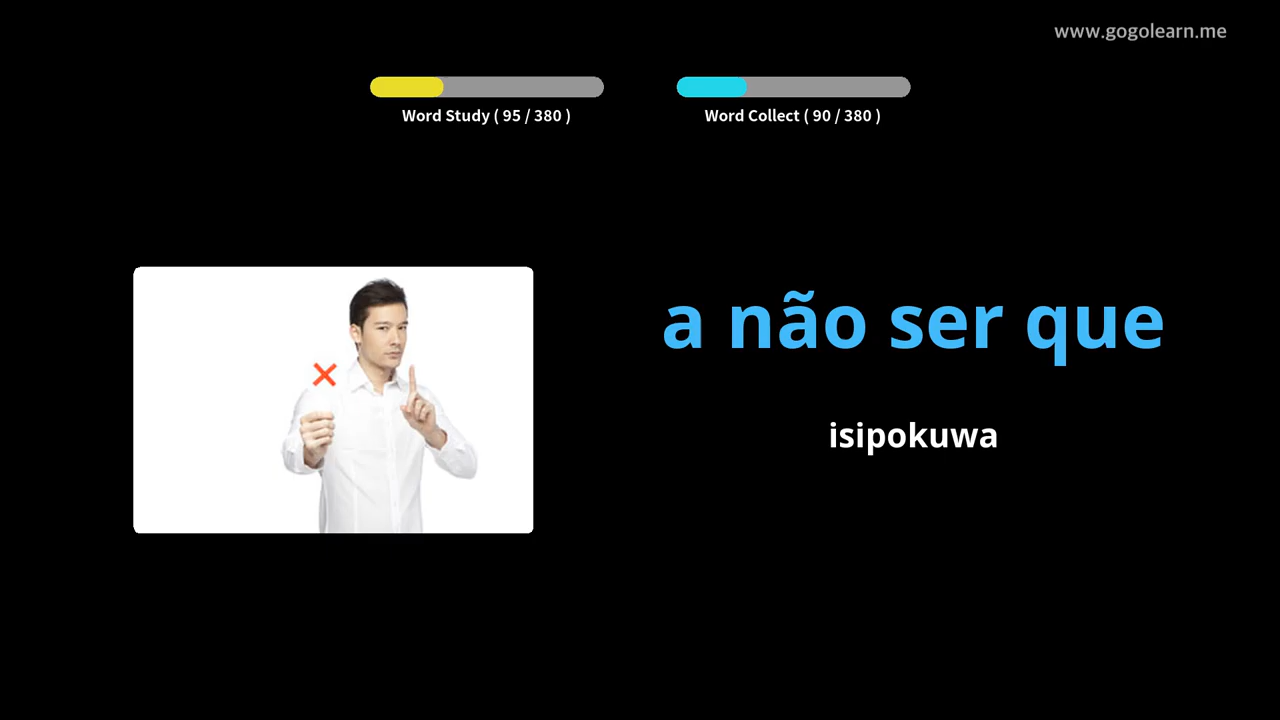 www.gogolearn.me
Word Study ( 95 / 380 )
Word Collect ( 90 / 380 )
a não ser que
isipokuwa